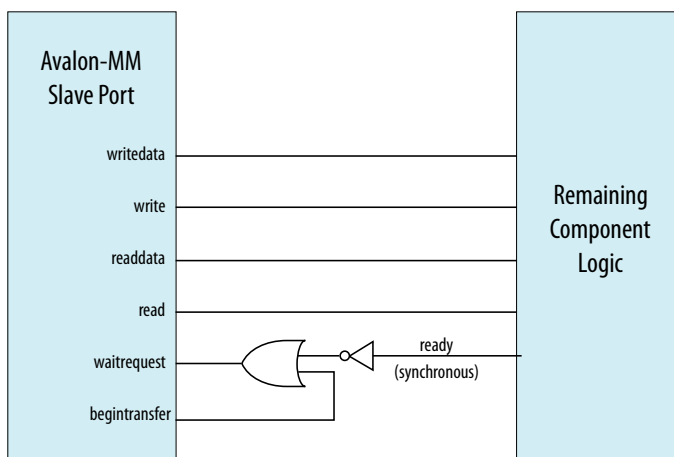 Avalon-MM
Slave Port
writedata
write
readdata
read
waitrequest
begintransfer
ready
(synchronous)
Remaining
Component
Logic